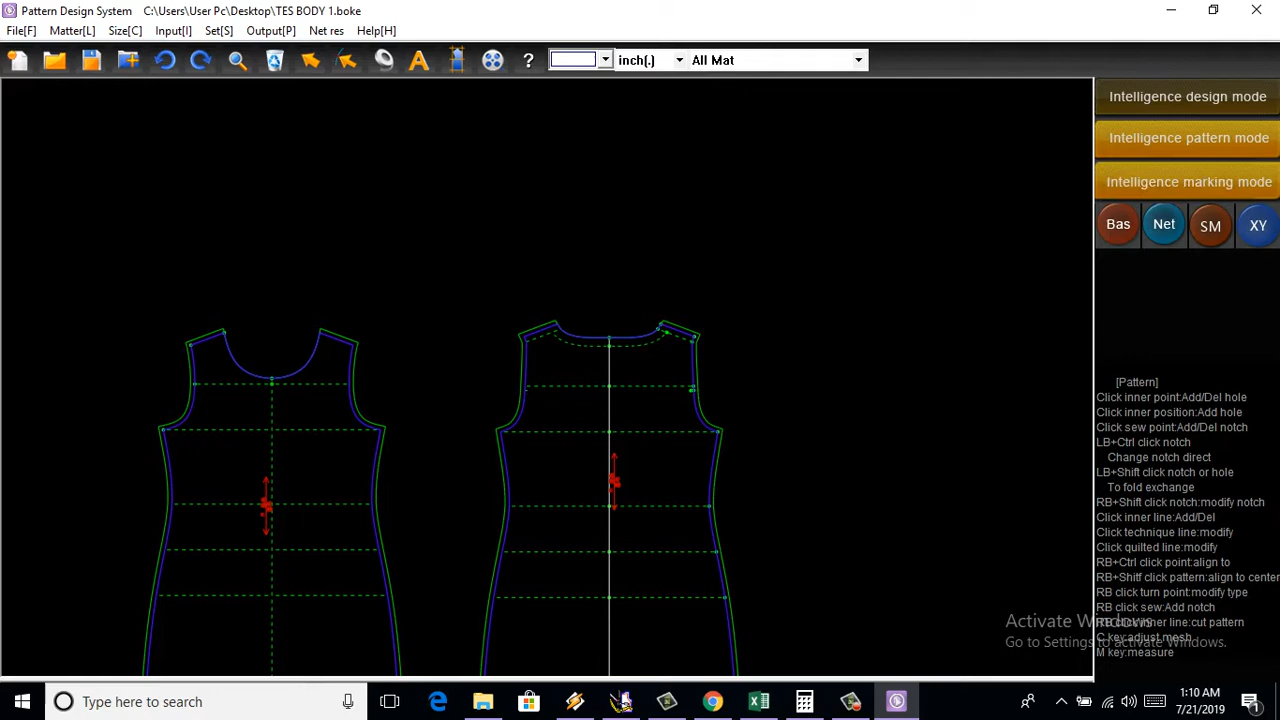 Pattern Design System C:\Users\User Pc\Desktop\TES BODY 1.boke
File[F] Matter[L] Size[C] Input[I] Set[S] Output[P] Net res Help[H]
A ? inch(.) All Mat
Intelligence design mode
Intelligence pattern mode
Intelligence marking mode
Bas Net SM XY
[Pattern]
Click inner point:Add/Del hole
Click inner position:Add hole
Click sew point:Add/Del notch
LB+Ctrl click notch
Change notch direct
LB+Shift click notch or hole
To fold exchange
RB+Shift click notch:modify notch
Click inner line:Add/Del
Click technique line:modify
Click quilted line:modify
RB+Ctrl click point:align to
RB+Shitf click pattern:align to center
RB click turn point:modify type
RB click sew:Add notch
click inner line:cut pattern
C key:adjust mesh
M key:measure
Activate Windows
Go to Settings to activate Windows.
Type here to search
1:10 AM
7/21/2019
1